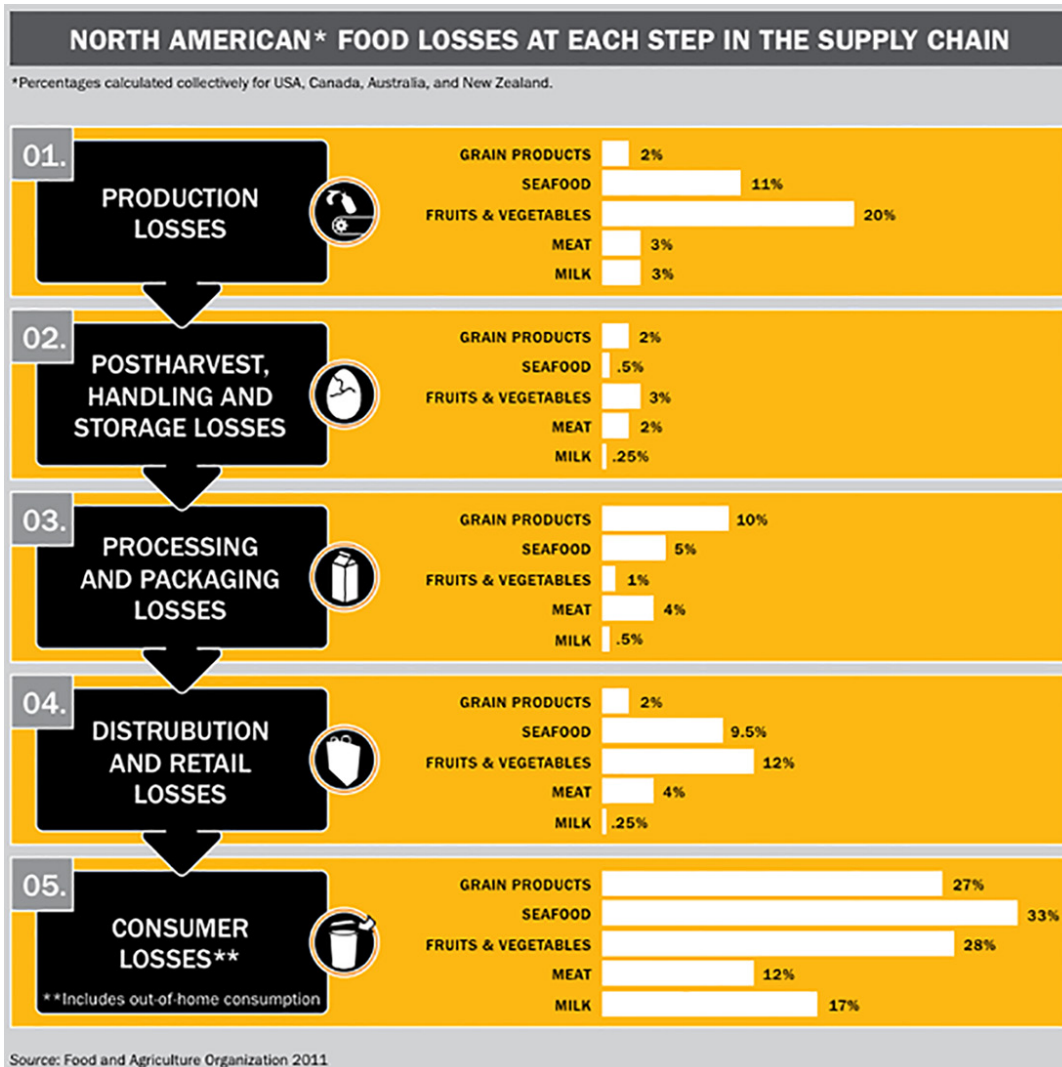 NORTH AMERICAN* FOOD LOSSES AT EACH STEP IN THE SUPPLY CHAIN
*Percentages calculated collectively for USA, Canada, Australia, and New Zealand.
01.
PRODUCTION
LOSSES
GRAIN PRODUCTS 2%
SEAFOOD 11%
FRUITS & VEGETABLES 20%
MEAT 3%
MILK 3%
02.
POSTHARVEST,
HANDLING AND
STORAGE LOSSES
GRAIN PRODUCTS 2%
SEAFOOD .5%
FRUITS & VEGETABLES 3%
MEAT 2%
MILK .25%
03.
PROCESSING
AND PACKAGING
LOSSES
GRAIN PRODUCTS 10%
SEAFOOD 5%
FRUITS & VEGETABLES 1%
MEAT 4%
MILK .5%
04.
DISTRUBUTION
AND RETAIL
LOSSES
GRAIN PRODUCTS 2%
SEAFOOD 9.5%
FRUITS & VEGETABLES 12%
MEAT 4%
MILK .25%
05.
CONSUMER
LOSSES**
**Includes out-of-home consumption
GRAIN PRODUCTS 27%
SEAFOOD 33%
FRUITS & VEGETABLES 28%
MEAT 12%
MILK 17%
Source: Food and Agriculture Organization 2011